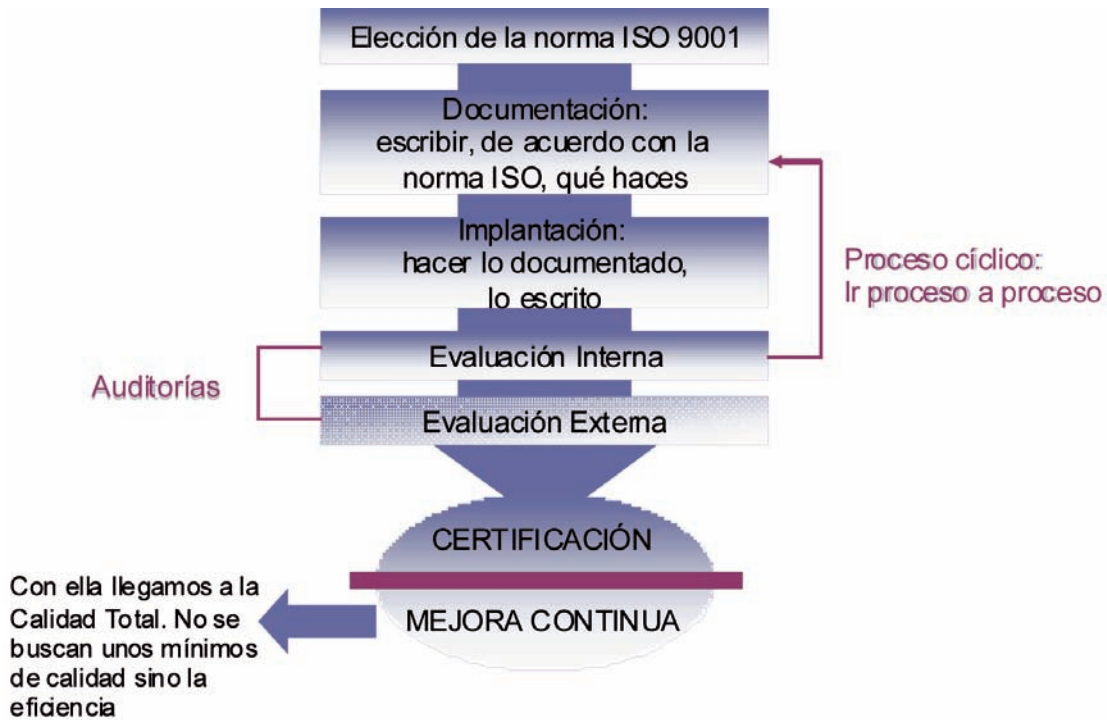 Elección de la norma ISO 9001
Documentación:
escribir, de acuerdo con la
norma ISO, qué haces
Implantación:
hacer lo documentado,
lo escrito
Proceso cíclico:
Ir proceso a proceso
Evaluación Interna
Auditorías
Evaluación Externa
CERTIFICACIÓN
MEJORA CONTINUA
Con ella llegamos a la
Calidad Total. No se
buscan unos mínimos
de calidad sino la
eficiencia